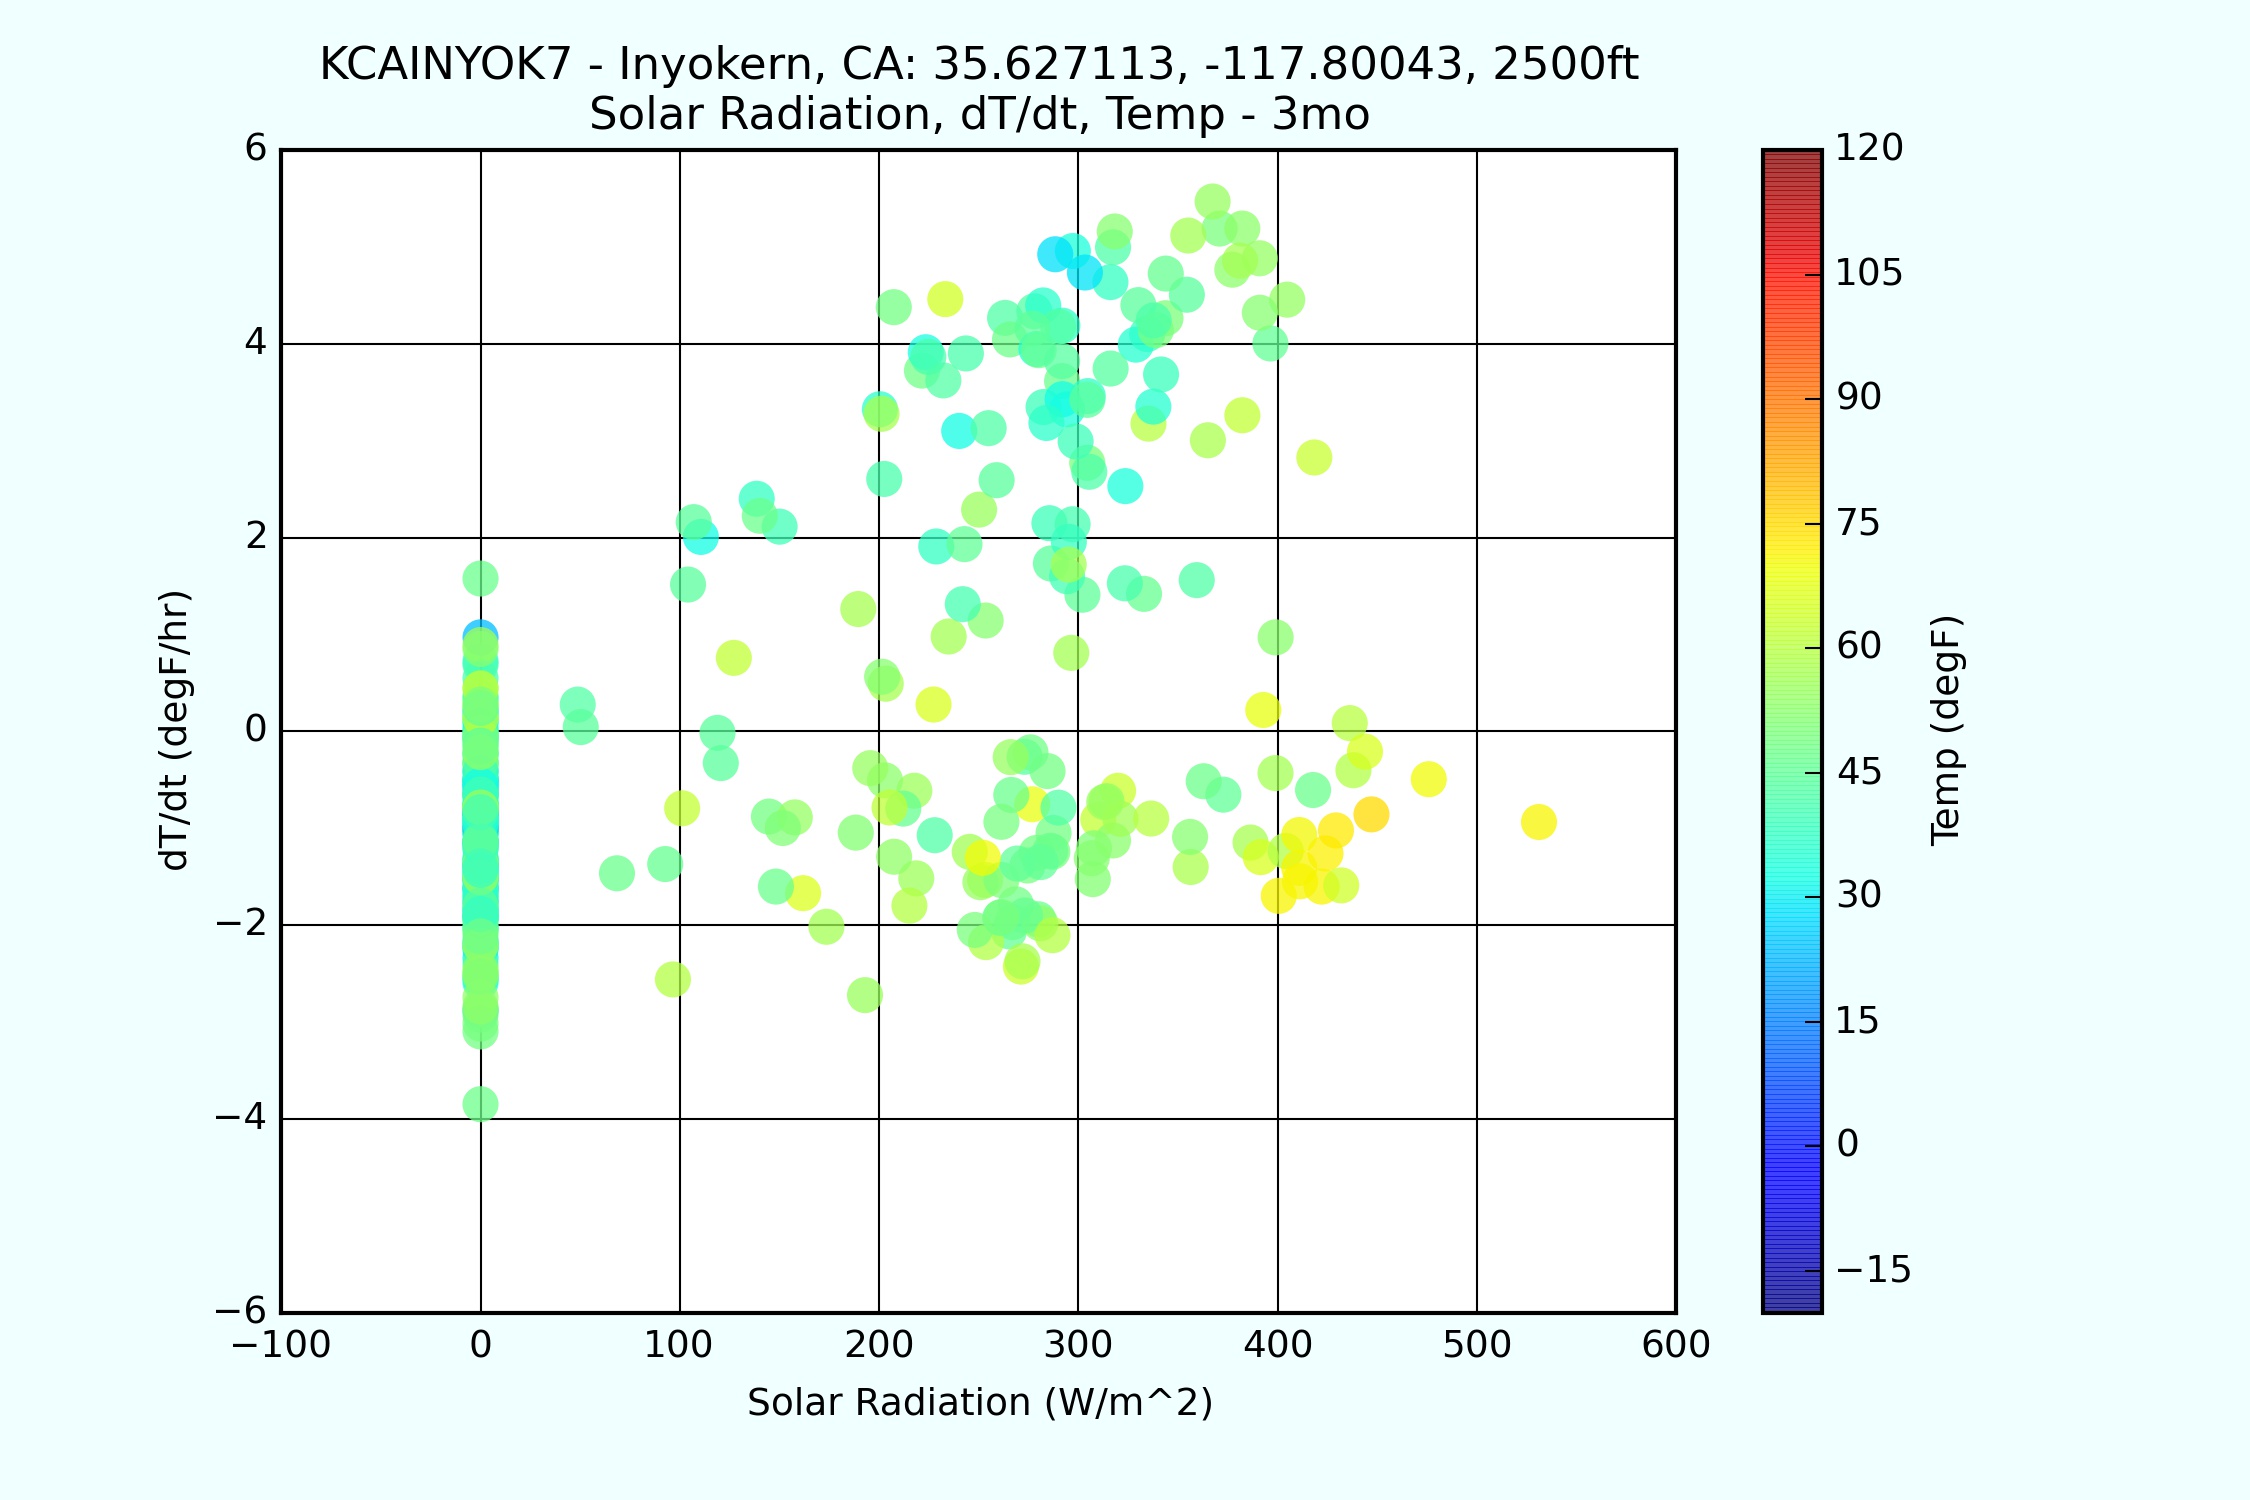 KCAINYOK7 - Inyokern, CA: 35.627113, -117.80043, 2500ft
Solar Radiation, dT/dt, Temp - 3mo
6
4
2
0
−2
−4
−6
dT/dt (degF/hr)
−100 0 100 200 300 400 500 600
Solar Radiation (W/m^2)
120
105
90
75
60
45
30
15
0
−15
Temp (degF)